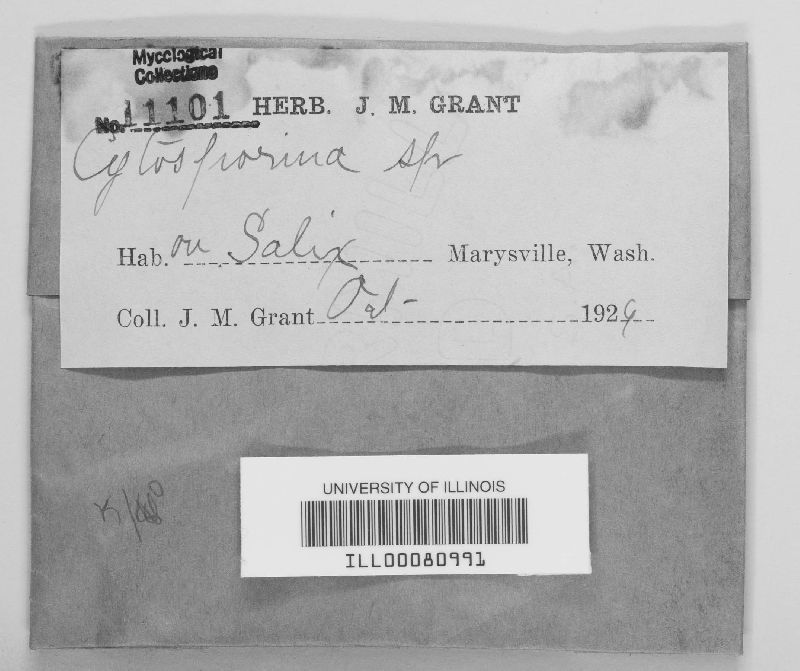 Mycological
Collections
No. 11101 HERB. J. M. GRANT
Cytosporina sp
Hab. on Salix Marysville, Wash.
Coll. J. M. Grant Oct- 1929
UNIVERSITY OF ILLINOIS
ILL00080991